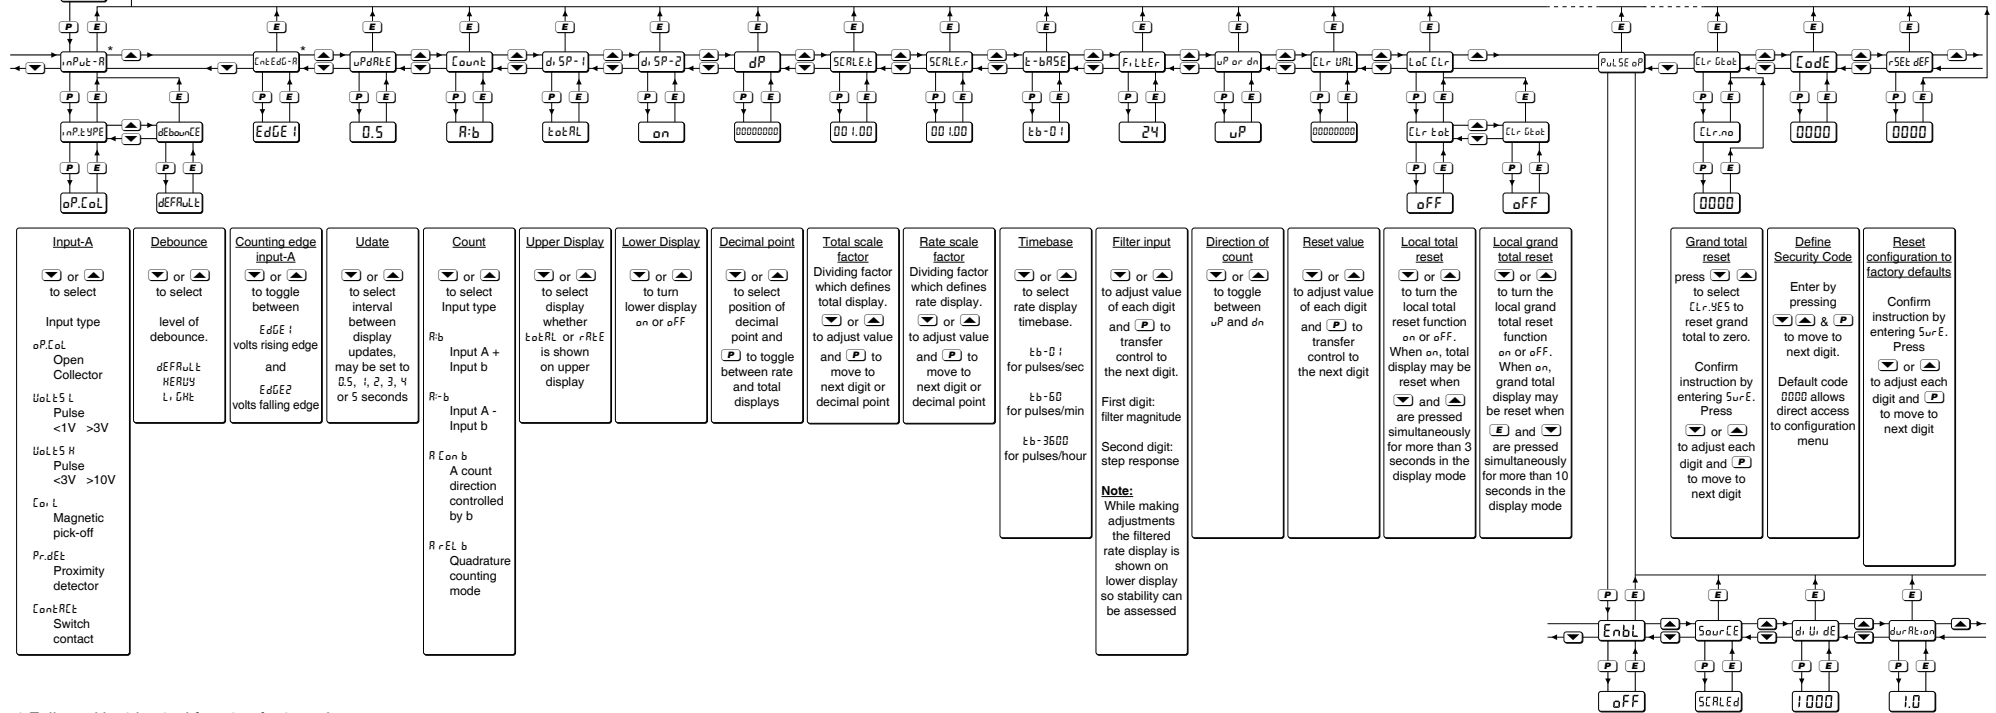 P E E E E E E E E E E E E E E E E E E
inPut-A * CntEdG-A * uPdAtE Count diSP-1 diSP-2 dP SCALE.t SCALE.r t-bASE FiLtEr uP or dn CLr VAL LoC CLr PuLSE oP CLr Gtot CodE rSEt dEF
P E E P E P E P E P E P E P E P E P E P E P E P E P E P E E P E P E P E
inP.tYPE dEbounCE EdGE 1 0.5 A:b totAL on 00000000 001.00 001.00 tb-01 24 uP 00000000 CLr tot CLr Gtot CLr.no 0000 0000
P E P E P E P E P E
oP.CoL dEFAuLt oFF oFF 0000
Input-A
or
to select
Input type
oP.CoL
Open
Collector
VoLtS L
Pulse
<1V >3V
VoLtS H
Pulse
<3V >10V
CoiL
Magnetic
pick-off
Pr.dEt
Proximity
detector
ContACt
Switch
contact
Debounce
or
to select
level of
debounce.
dEFAuLt
HEAVY
LiGHt
Counting edge
input-A
or
to toggle
between
EdGE 1
volts rising edge
and
EdGE2
volts falling edge
Udate
or
to select
interval
between
display
updates,
may be set to
0.5, 1, 2, 3, 4
or 5 seconds
Count
or
to select
Input type
A:b
Input A +
Input b
A:-b
Input A -
Input b
A Con b
A count
direction
controlled
by b
A rEL b
Quadrature
counting
mode
Upper Display
or
to select
display
whether
totAL or rAtE
is shown
on upper
display
Lower Display
or
to turn
lower display
on or oFF
Decimal point
or
to select
position of
decimal
point and
P to toggle
between rate
and total
displays
Total scale
factor
Dividing factor
which defines
total display.
or
to adjust value
and P to
move to
next digit or
decimal point
Rate scale
factor
Dividing factor
which defines
rate display.
or
to adjust value
and P to
move to
next digit or
decimal point
Timebase
or
to select
rate display
timebase.
tb-01
for pulses/sec
tb-60
for pulses/min
tb-3600
for pulses/hour
Filter input
or
to adjust value
of each digit
and P to
transfer
control to
the next digit.
First digit:
filter magnitude
Second digit:
step response
Note:
While making
adjustments
the filtered
rate display is
shown on
lower display
so stability can
be assessed
Direction of
count
or
to toggle
between
uP and dn
Reset value
or
to adjust value
of each digit
and P to
transfer
control to
the next digit
Local total
reset
or
to turn the
local total
reset function
on or oFF.
When on, total
display may be
reset when
and
are pressed
simultaneously
for more than 3
seconds in the
display mode
Local grand
total reset
or
to turn the
local grand
total reset
function
on or oFF.
When on,
grand total
display may
be reset when
E and
are pressed
simultaneously
for more than 10
seconds in the
display mode
Grand total
reset
press
to select
CLr.YES to
reset grand
total to zero.
Confirm
instruction by
entering SurE.
Press
or
to adjust each
digit and P
to move to
next digit
Define
Security Code
Enter by
pressing
& P
to move to
next digit.
Default code
0000 allows
direct access
to configuration
menu
Reset
configuration to
factory defaults
Confirm
instruction by
entering SurE.
Press
or
to adjust each
digit and P
to move to
next digit
P E E E E
EnbL SourCE diVidE durAtion
P E P E P E P E
oFF SCALEd 1000 1.0